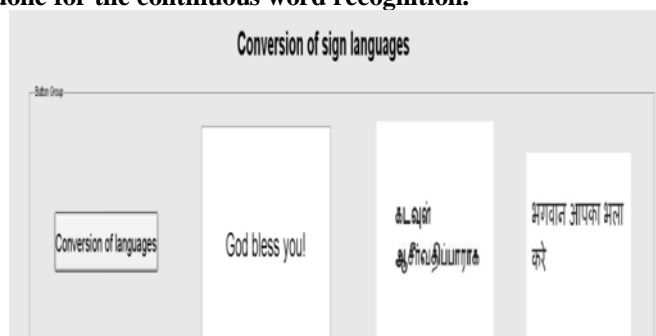 done for the continuous word recognition.
Conversion of sign languages
Button Group
Conversion of languages
God bless you!
கடவுள்
ஆசீர்வதிப்பாராக
भगवान आपका भला
करे